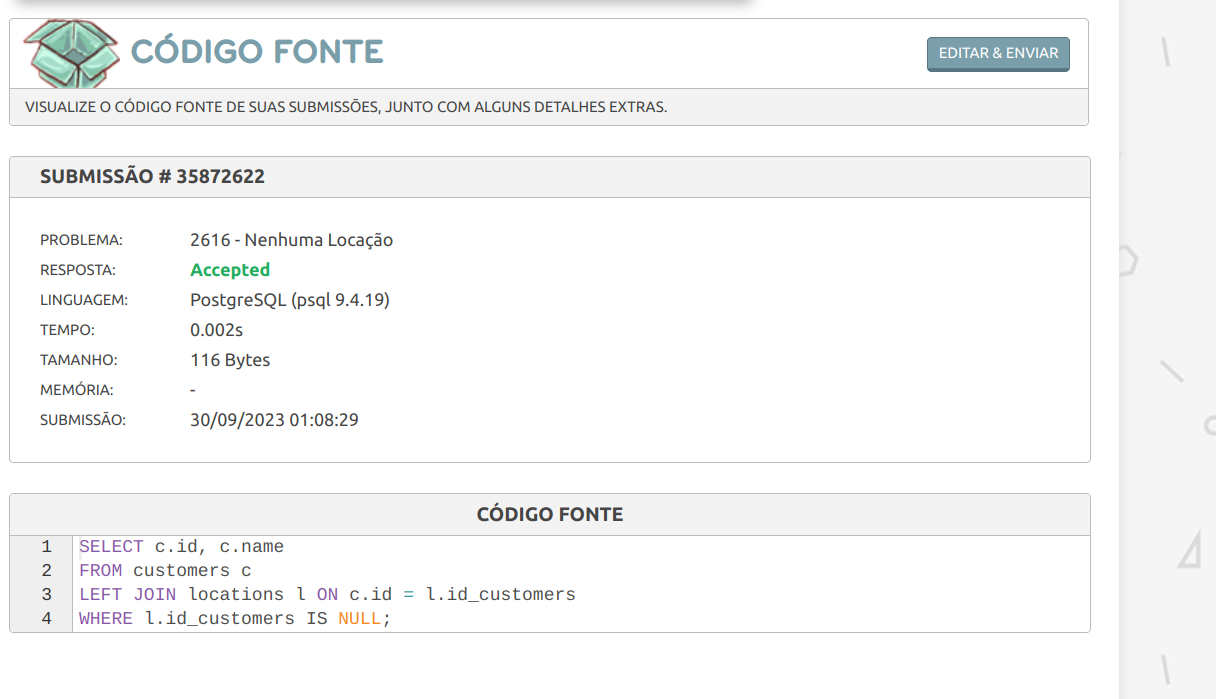 CÓDIGO FONTE
EDITAR & ENVIAR
VISUALIZE O CÓDIGO FONTE DE SUAS SUBMISSÕES, JUNTO COM ALGUNS DETALHES EXTRAS.
SUBMISSÃO # 35872622
PROBLEMA: 2616 - Nenhuma Locação
RESPOSTA: Accepted
LINGUAGEM: PostgreSQL (psql 9.4.19)
TEMPO: 0.002s
TAMANHO: 116 Bytes
MEMÓRIA: -
SUBMISSÃO: 30/09/2023 01:08:29
CÓDIGO FONTE
1 SELECT c.id, c.name
2 FROM customers c
3 LEFT JOIN locations l ON c.id = l.id_customers
4 WHERE l.id_customers IS NULL;